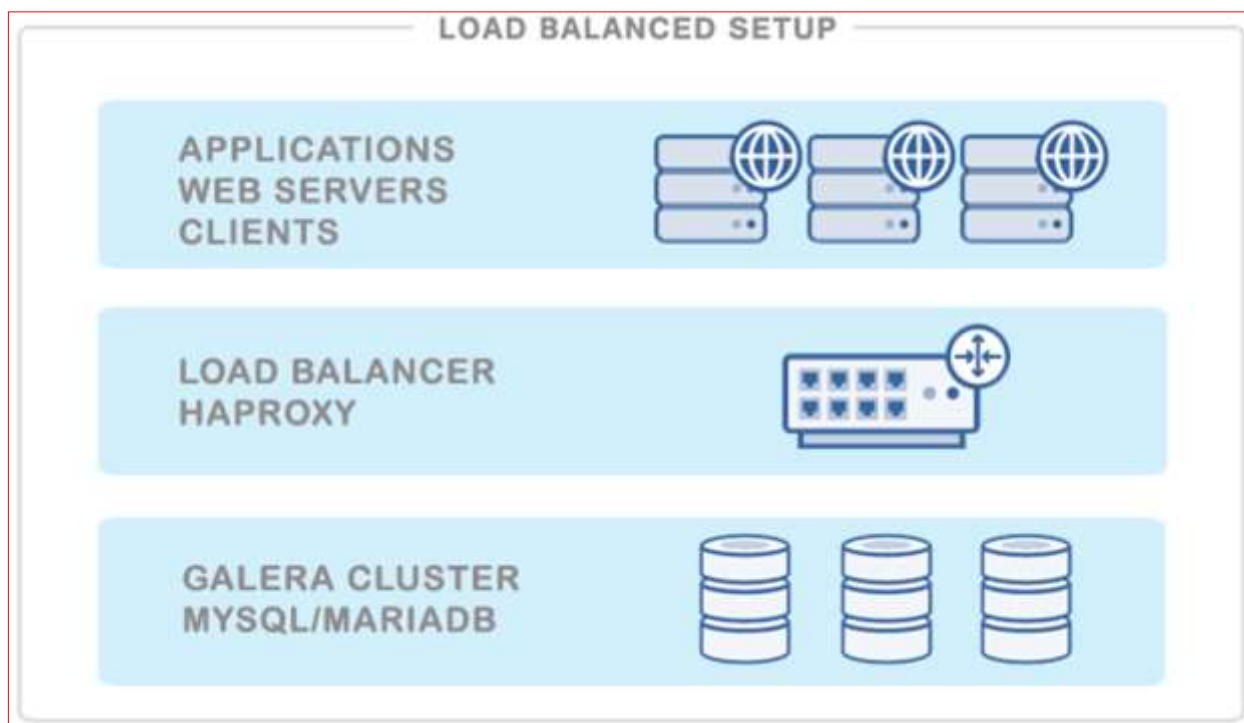 LOAD BALANCED SETUP
APPLICATIONS
WEB SERVERS
CLIENTS
LOAD BALANCER
HAPROXY
GALERA CLUSTER
MYSQL/MARIADB